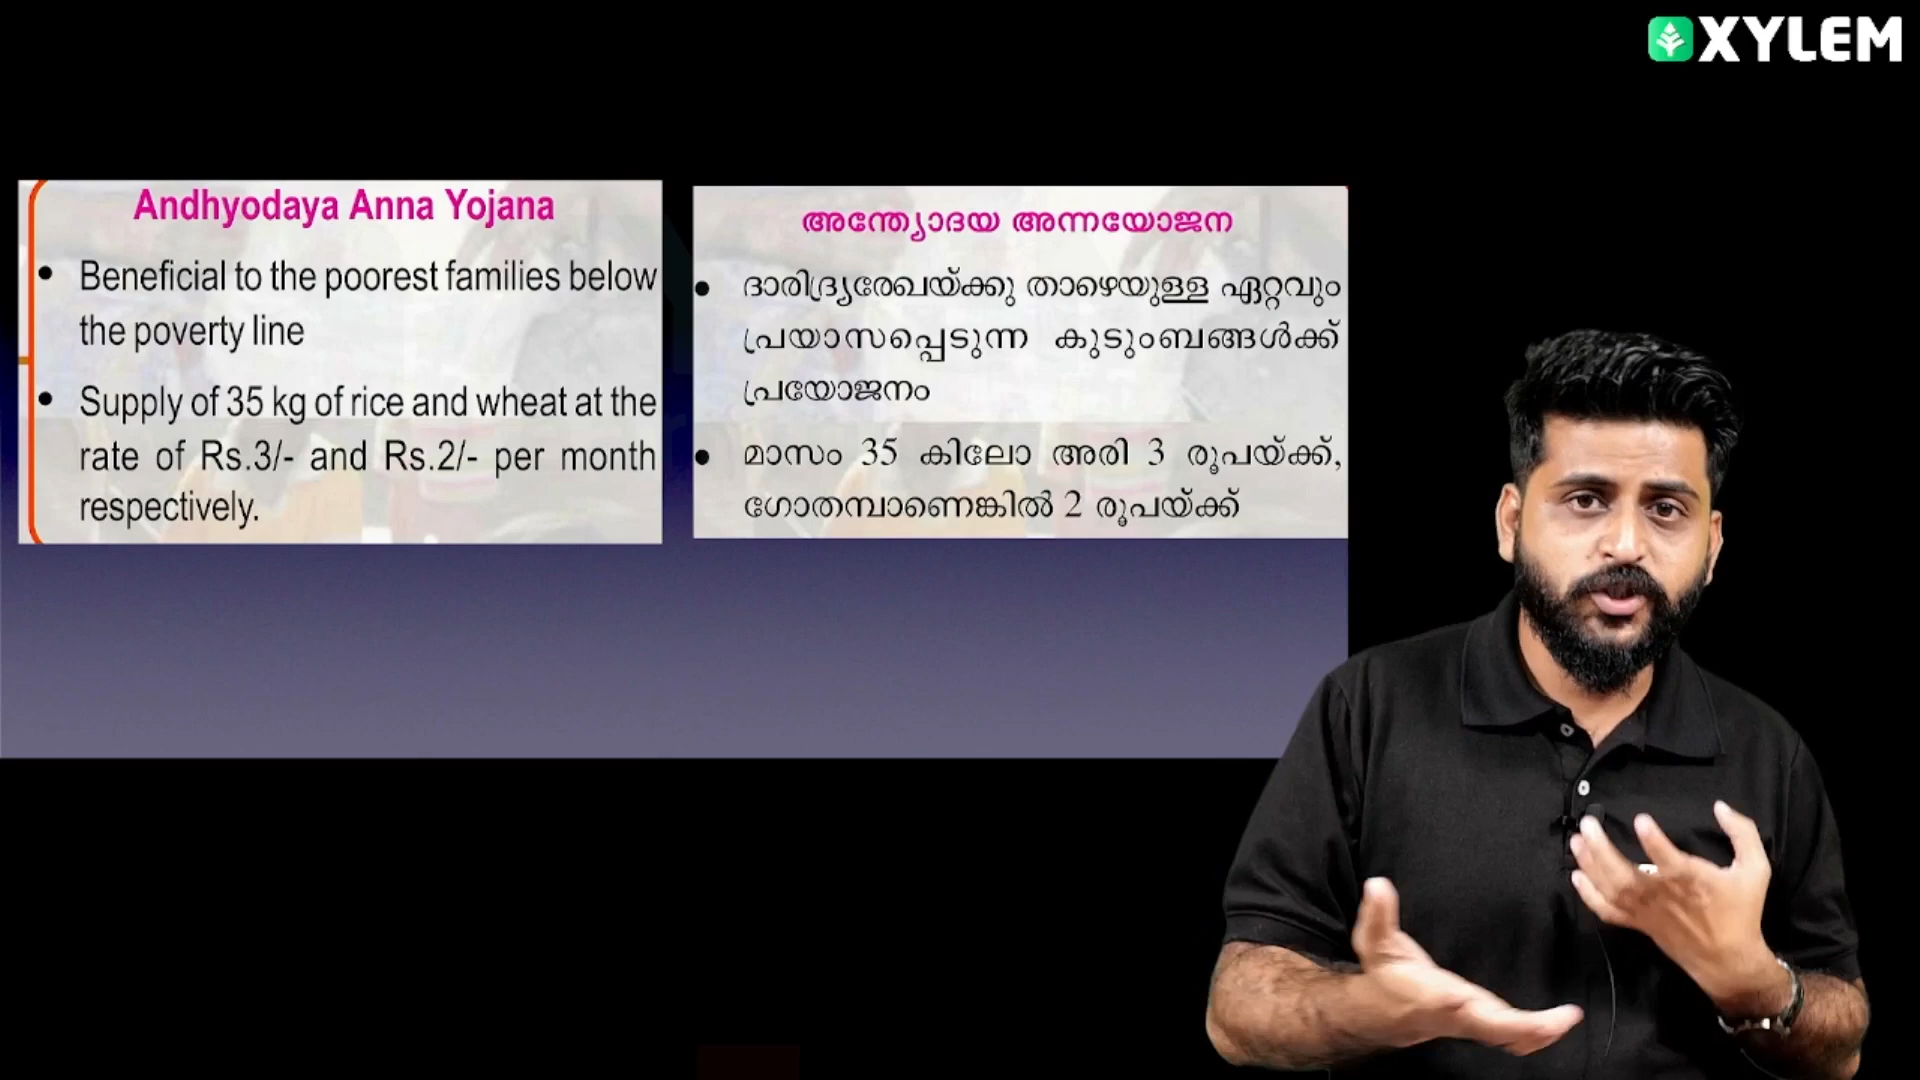 XYLEM
Andhyodaya Anna Yojana
• Beneficial to the poorest families below
the poverty line
• Supply of 35 kg of rice and wheat at the
rate of Rs.3/- and Rs.2/- per month
respectively.
അന്ത്യോദയ അന്നയോജന
• ദാരിദ്ര്യരേഖയ്ക്കു താഴെയുള്ള ഏറ്റവും
പ്രയാസപ്പെടുന്ന കുടുംബങ്ങൾക്ക്
പ്രയോജനം
• മാസം 35 കിലോ അരി 3 രൂപയ്ക്ക്,
ഗോതമ്പാണെങ്കിൽ 2 രൂപയ്ക്ക്